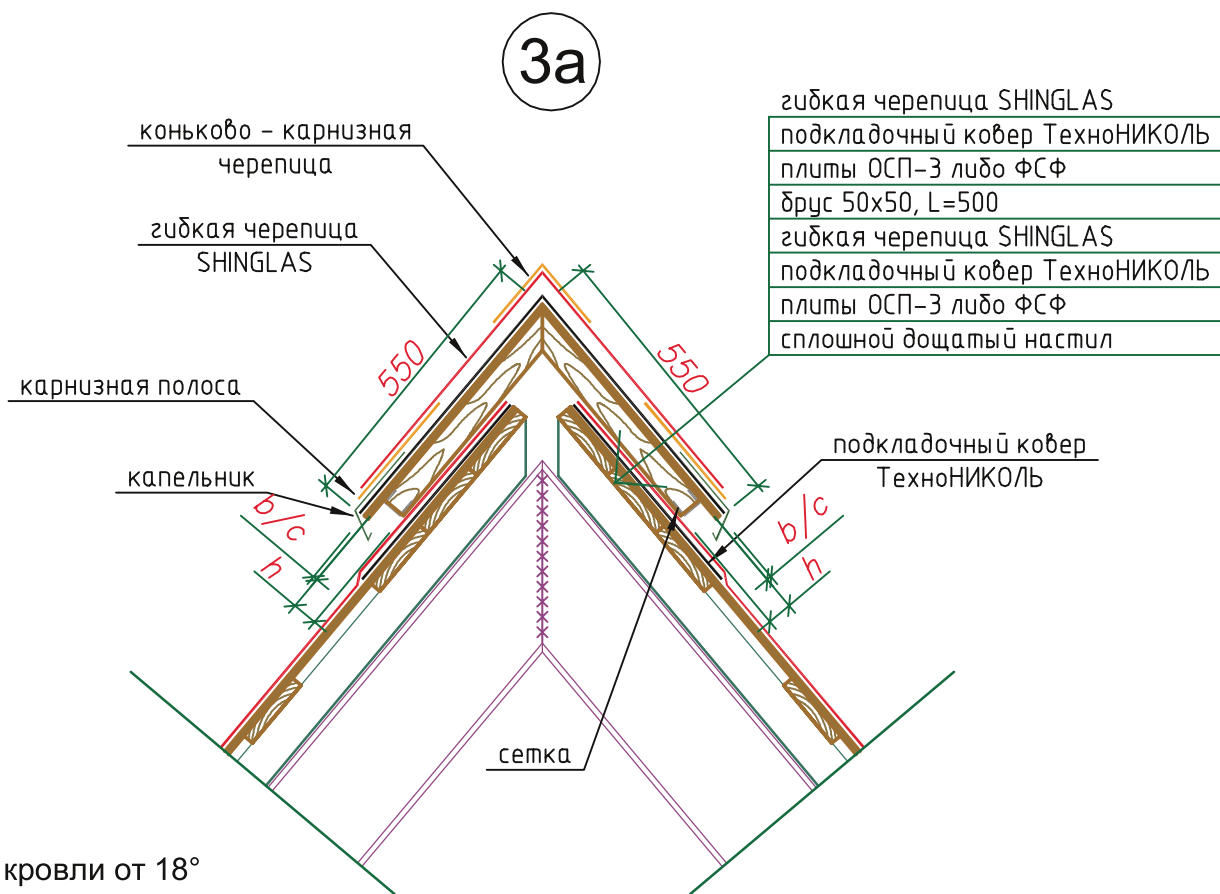 3а
гибкая черепица SHINGLAS
подкладочный ковер ТехноНИКОЛЬ
плиты ОСП-3 либо ФСФ
брус 50х50, L=500
гибкая черепица SHINGLAS
подкладочный ковер ТехноНИКОЛЬ
плиты ОСП-3 либо ФСФ
сплошной дощатый настил
коньково - карнизная
черепица
гибкая черепица
SHINGLAS
550
550
карнизная полоса
капельник
подкладочный ковер
ТехноНИКОЛЬ
b/c
h
b/c
h
сетка
кровли от 18°